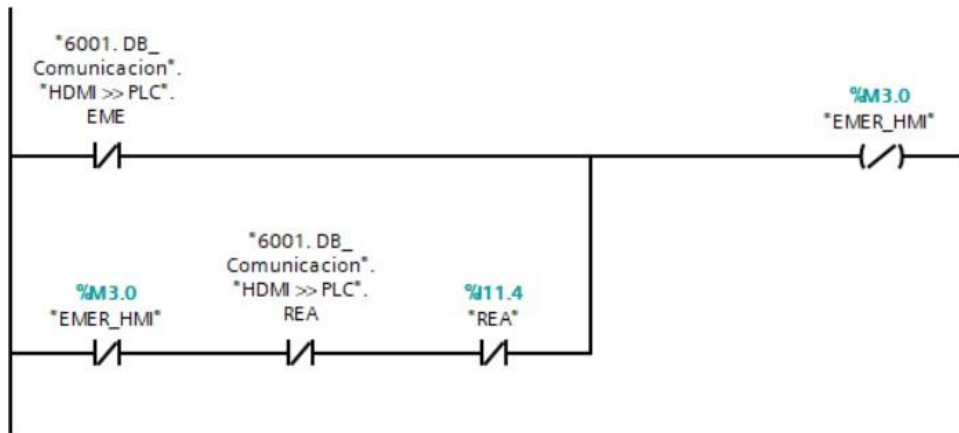 "6001. DB_
Comunicacion".
"HDMI >> PLC".
EME
%M3.0
"EMER_HMI"
"6001. DB_
Comunicacion".
"HDMI >> PLC".
REA
%M3.0
"EMER_HMI"
%I11.4
"REA"